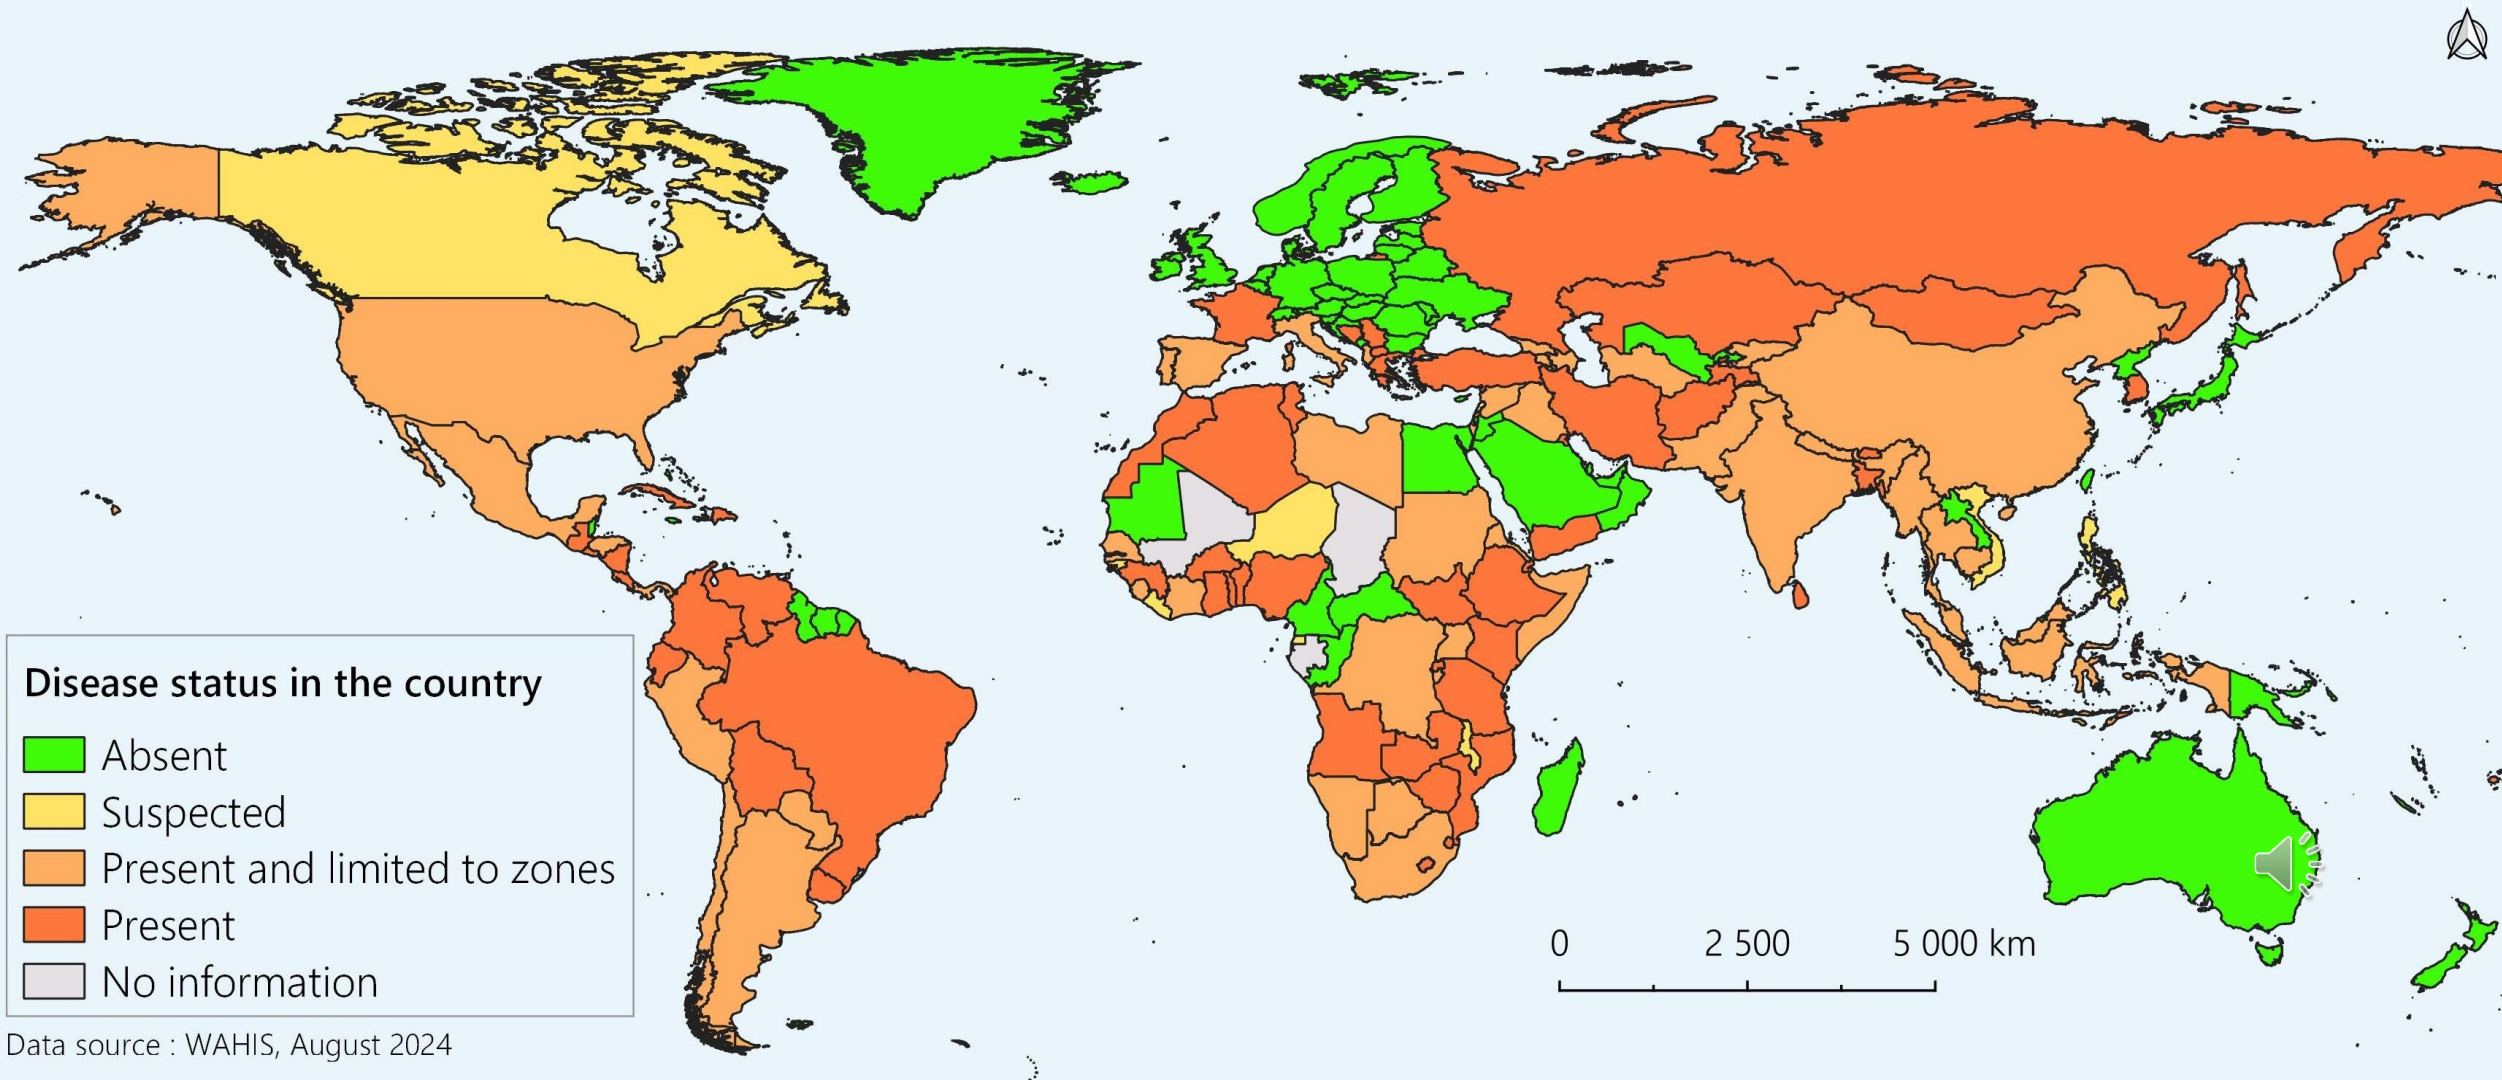 Disease status in the country
Absent
Suspected
Present and limited to zones
Present
No information
Data source : WAHIS, August 2024
0 2 500 5 000 km